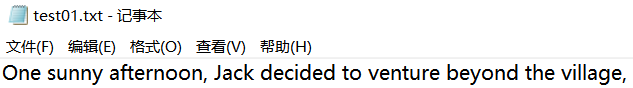 test01.txt - 记事本
文件(F) 编辑(E) 格式(O) 查看(V) 帮助(H)
One sunny afternoon, Jack decided to venture beyond the village,